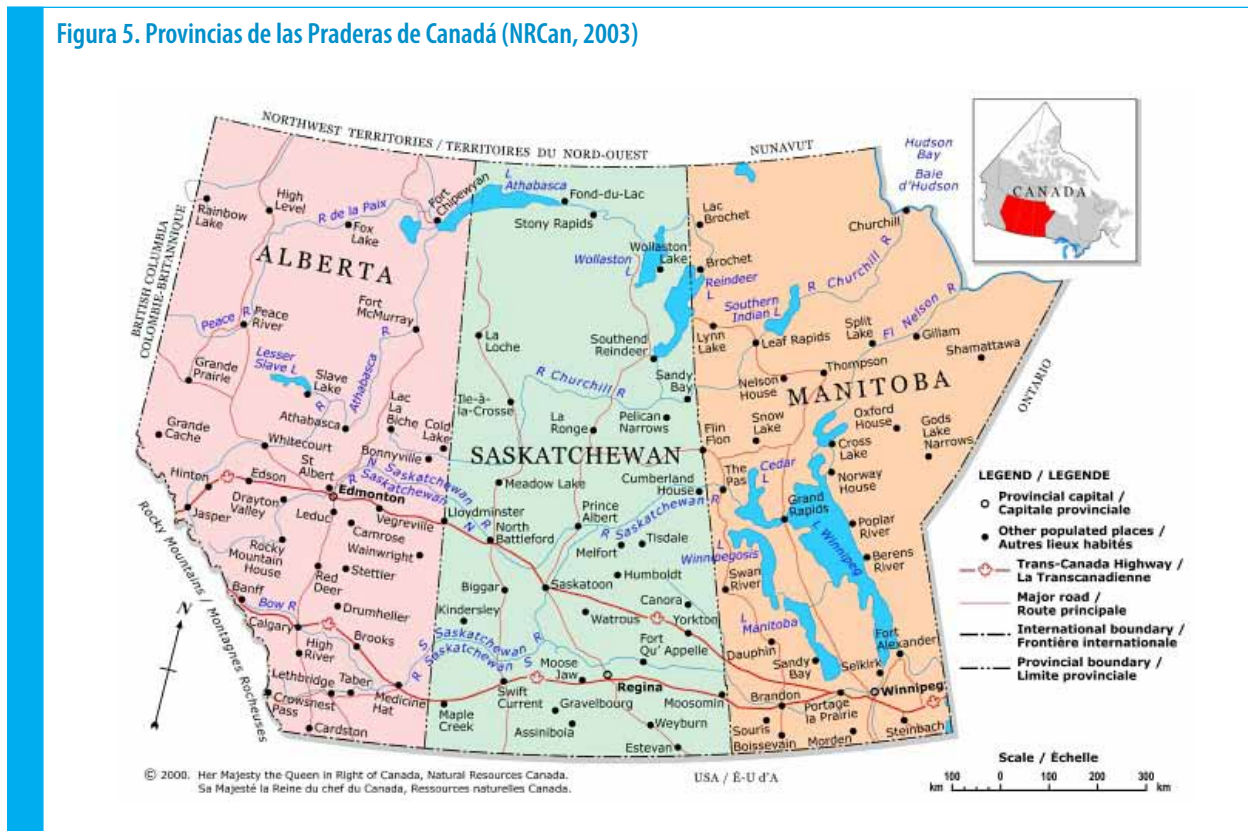 Figura 5. Provincias de las Praderas de Canadá (NRCan, 2003)
NORTHWEST TERRITORIES / TERRITOIRES DU NORD-OUEST
NUNAVUT
Hudson
Bay
Baie
d'Hudson
CANADA
BRITISH COLUMBIA
COLOMBIE-BRITANNIQUE
ALBERTA
Rainbow
Lake
High
Level
R de la Paix
Fox
Lake
Fort
Chipewyan
Peace R
Peace
River
Fort
McMurray
Lesser
Slave L
Slave
Lake
Grande
Prairie
R
Athabasca
R
Athabasca
Lac
La
Biche
Cold
Lake
Grande
Cache
Whitecourt
Bonnyville
St
Albert
Hinton
Edson
Edmonton
Jasper
Drayton
Valley
Leduc
Vegreville
Camrose
Rocky
Mountain
House
Wainwright
Red
Deer
Stettler
Banff
Bow R
Drumheller
Calgary
High
River
Brooks
Lethbridge
Taber
Medicine
Hat
Crowsnest
Pass
Cardston
Rocky Mountains / Montagnes Rocheuses
N
L
Athabasca
Fond-du-Lac
Stony Rapids
Wollaston
L
Wollaston
Lake
La
Loche
Southend
Reindeer
R Churchill R
Sandy
Bay
Ile-à-
la-Crosse
La
Ronge
Pelican
Narrows
SASKATCHEWAN
N Saskatchewan R
R Saskatchewan N
Meadow Lake
Cumberland
House
Lloydminster
North
Battleford
Prince
Albert
R Saskatchewan R
Melfort
Tisdale
Biggar
Saskatoon
Humboldt
Kindersley
Watrous
Canora
Yorkton
S Saskatchewan R
R Saskatchewan S
Fort
Qu' Appelle
Moose
Jaw
Regina
Swift
Current
Moosomin
Maple
Creek
Gravelbourg
Assiniboia
Weyburn
Estevan
Lac
Brochet
Brochet
Reindeer
L
Southern
Indian L
R Churchill R
Churchill
Lynn
Lake
Leaf Rapids
Split
Lake
Fl Nelson R
Gillam
Shamattawa
Nelson
House
Thompson
MANITOBA
ONTARIO
Flin
Flon
Snow
Lake
Oxford
House
Cross
Lake
Gods
Lake
Narrows
The
Pas
Cedar
L
Norway
House
Grand
Rapids
L Winnipeg
Poplar
River
L
Winnipegosis
Berens
River
Swan
River
L
Manitoba
Dauphin
Sandy
Bay
Selkirk
Fort
Alexander
Brandon
Portage
la Prairie
Winnipeg
Souris
Boissevain
Morden
Steinbach
LEGEND / LEGENDE
Provincial capital /
Capitale provinciale
Other populated places /
Autres lieux habités
Trans-Canada Highway /
La Transcanadienne
Major road /
Route principale
International boundary /
Frontière internationale
Provincial boundary /
Limite provinciale
USA / É-U d'A
Scale / Échelle
100 0 100 200 300
km km
© 2000. Her Majesty the Queen in Right of Canada, Natural Resources Canada.
Sa Majesté la Reine du chef du Canada, Ressources naturelles Canada.